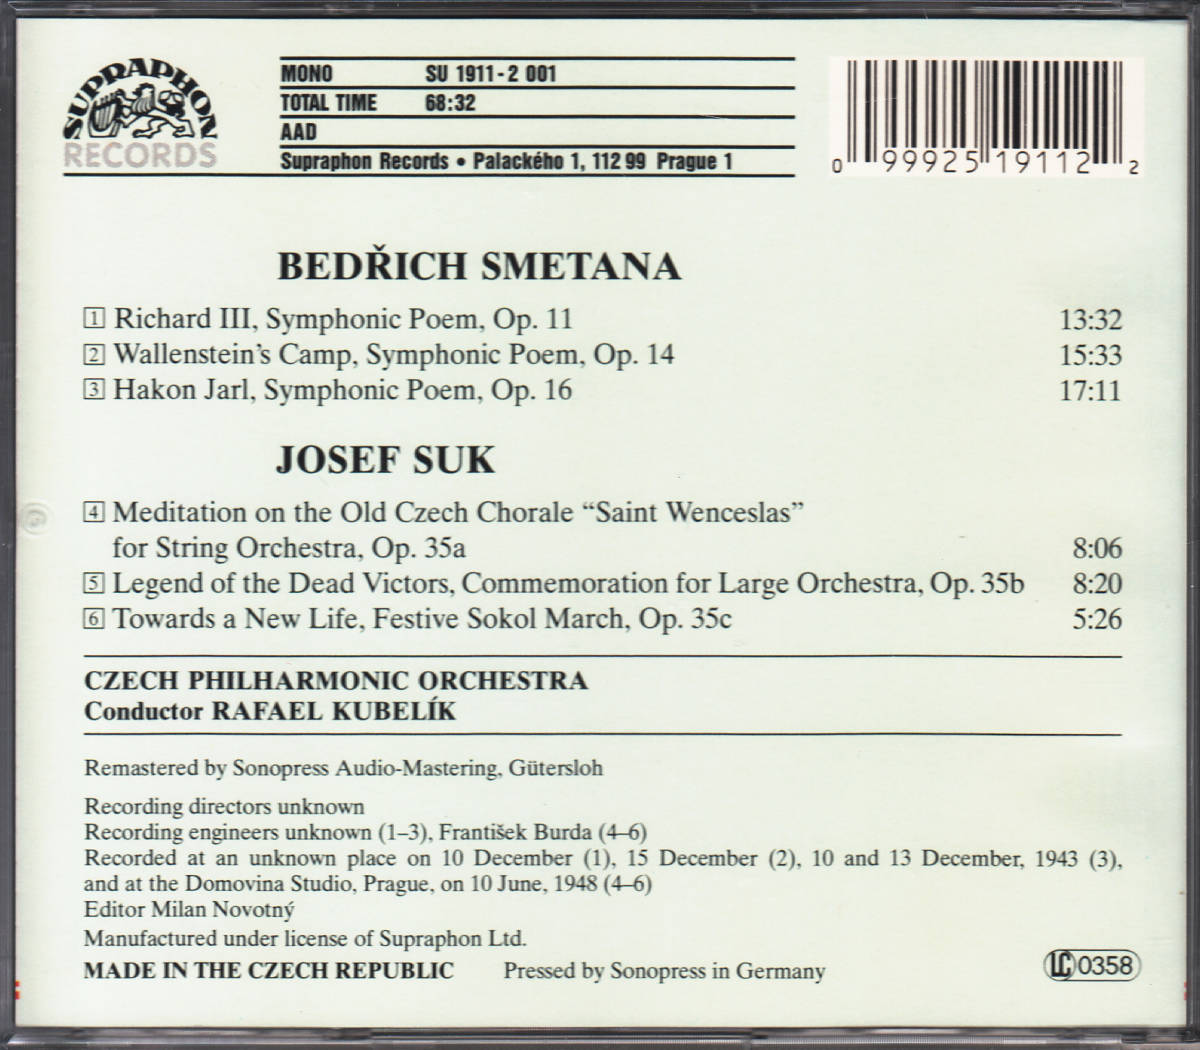 SUPRAPHON
RECORDS
MONO SU 1911-2 001
TOTAL TIME 68:32
AAD
Supraphon Records • Palackého 1, 112 99 Prague 1
0 99925 19112 2
BEDŘICH SMETANA
1 Richard III, Symphonic Poem, Op. 11 13:32
2 Wallenstein's Camp, Symphonic Poem, Op. 14 15:33
3 Hakon Jarl, Symphonic Poem, Op. 16 17:11
JOSEF SUK
4 Meditation on the Old Czech Chorale “Saint Wenceslas”
for String Orchestra, Op. 35a 8:06
5 Legend of the Dead Victors, Commemoration for Large Orchestra, Op. 35b 8:20
6 Towards a New Life, Festive Sokol March, Op. 35c 5:26
CZECH PHILHARMONIC ORCHESTRA
Conductor RAFAEL KUBELÍK
Remastered by Sonopress Audio-Mastering, Gütersloh
Recording directors unknown
Recording engineers unknown (1–3), František Burda (4–6)
Recorded at an unknown place on 10 December (1), 15 December (2), 10 and 13 December, 1943 (3),
and at the Domovina Studio, Prague, on 10 June, 1948 (4–6)
Editor Milan Novotný
Manufactured under license of Supraphon Ltd.
MADE IN THE CZECH REPUBLIC Pressed by Sonopress in Germany
LC 0358